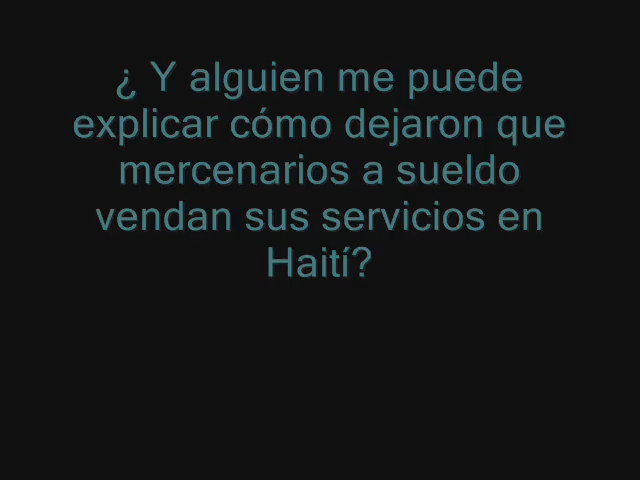 ¿ Y alguien me puede
explicar cómo dejaron que
mercenarios a sueldo
vendan sus servicios en
Haití?